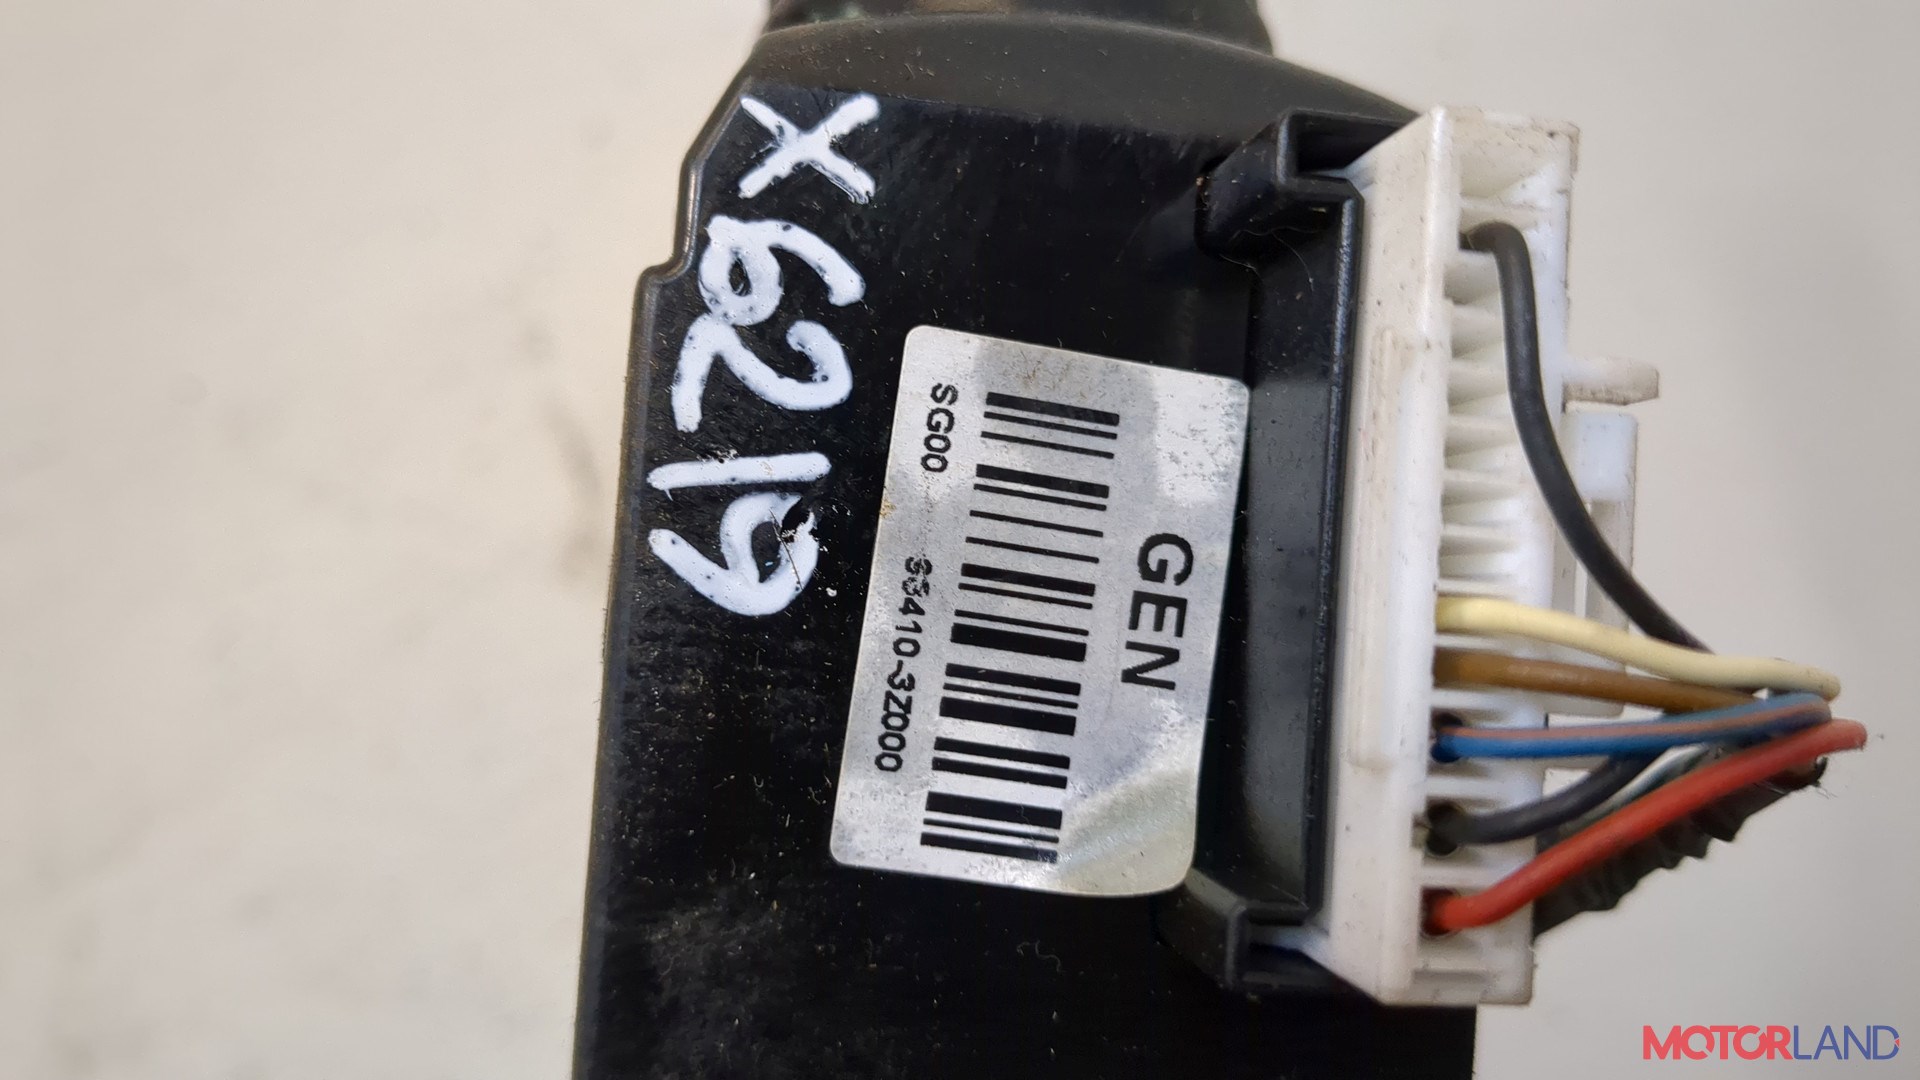 X6219
GEN
SG00 93410-3Z000
MOTORLAND